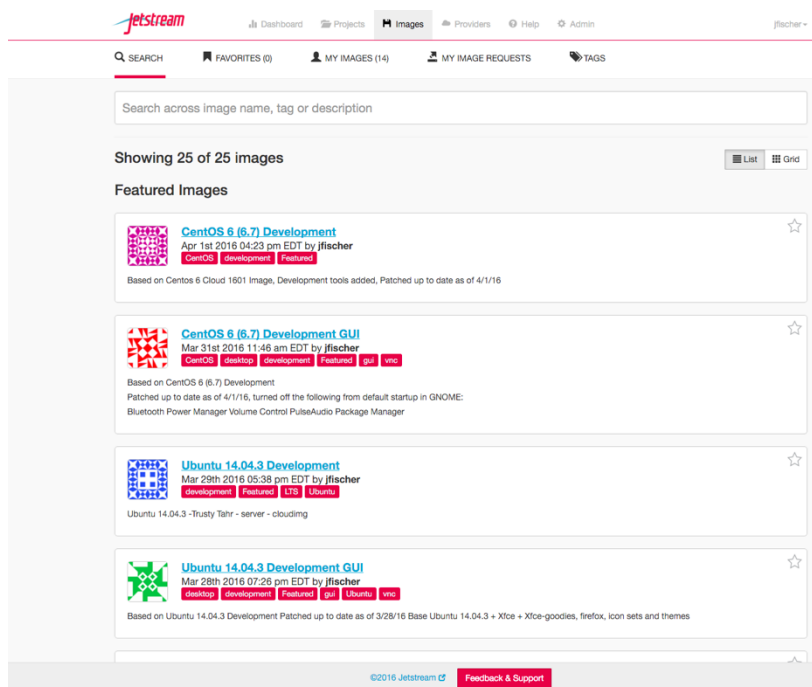 Jetstream
Dashboard Projects Images Providers Help Admin jfischer
SEARCH FAVORITES (0) MY IMAGES (14) MY IMAGE REQUESTS TAGS
Search across image name, tag or description
Showing 25 of 25 images
List Grid
Featured Images
CentOS 6 (6.7) Development
Apr 1st 2016 04:23 pm EDT by jfischer
CentOS development Featured
Based on Centos 6 Cloud 1601 Image, Development tools added, Patched up to date as of 4/1/16
CentOS 6 (6.7) Development GUI
Mar 31st 2016 11:46 am EDT by jfischer
CentOS desktop development Featured gui vnc
Based on CentOS 6 (6.7) Development
Patched up to date as of 4/1/16, turned off the following from default startup in GNOME:
Bluetooth Power Manager Volume Control PulseAudio Package Manager
Ubuntu 14.04.3 Development
Mar 29th 2016 05:38 pm EDT by jfischer
development Featured LTS Ubuntu
Ubuntu 14.04.3 -Trusty Tahr - server - cloudimg
Ubuntu 14.04.3 Development GUI
Mar 28th 2016 07:26 pm EDT by jfischer
desktop development Featured gui Ubuntu vnc
Based on Ubuntu 14.04.3 Development Patched up to date as of 3/28/16 Base Ubuntu 14.04.3 + Xfce + Xfce-goodies, firefox, icon sets and themes
©2016 Jetstream Feedback & Support